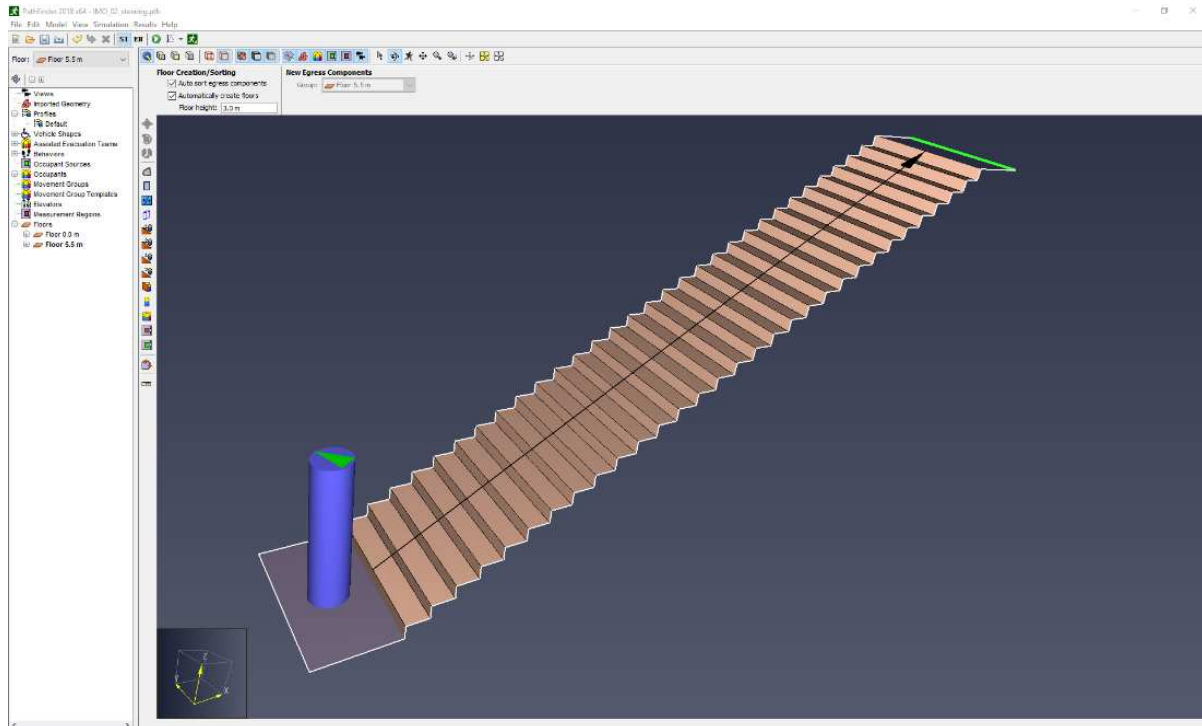 PathFinder 2018 x64 - IMO_02_steering.pth
File Edit Model View Simulation Results Help
Floor: Floor 5.5 m
Floor Creation/Sorting
Auto sort egress components
Automatically create floors
Floor height: 3.0 m
New Egress Components
Group: Floor 5.5 m
Views
Imported Geometry
Profiles
Default
Vehicle Shapes
Assisted Evacuation Teams
Behaviors
Occupant Sources
Occupants
Movement Groups
Movement Group Templates
Elevators
Measurement Regions
Floors
Floor 0.0 m
Floor 5.5 m
Z
Y
X